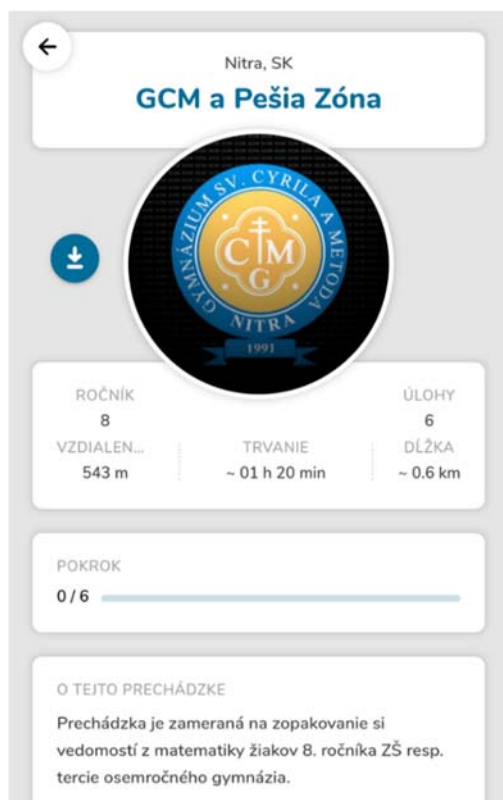 Nitra, SK
GCM a Pešia Zóna
GYMNÁZIUM SV. CYRILA A METODA
CMG
NITRA
1991
ROČNÍK
8
ÚLOHY
6
VZDIALEN...
543 m
TRVANIE
~ 01 h 20 min
DĹŽKA
~ 0.6 km
POKROK
0 / 6
O TEJTO PRECHÁDZKE
Prechádzka je zameraná na zopakovanie si
vedomostí z matematiky žiakov 8. ročníka ZŠ resp.
tercie osemročného gymnázia.